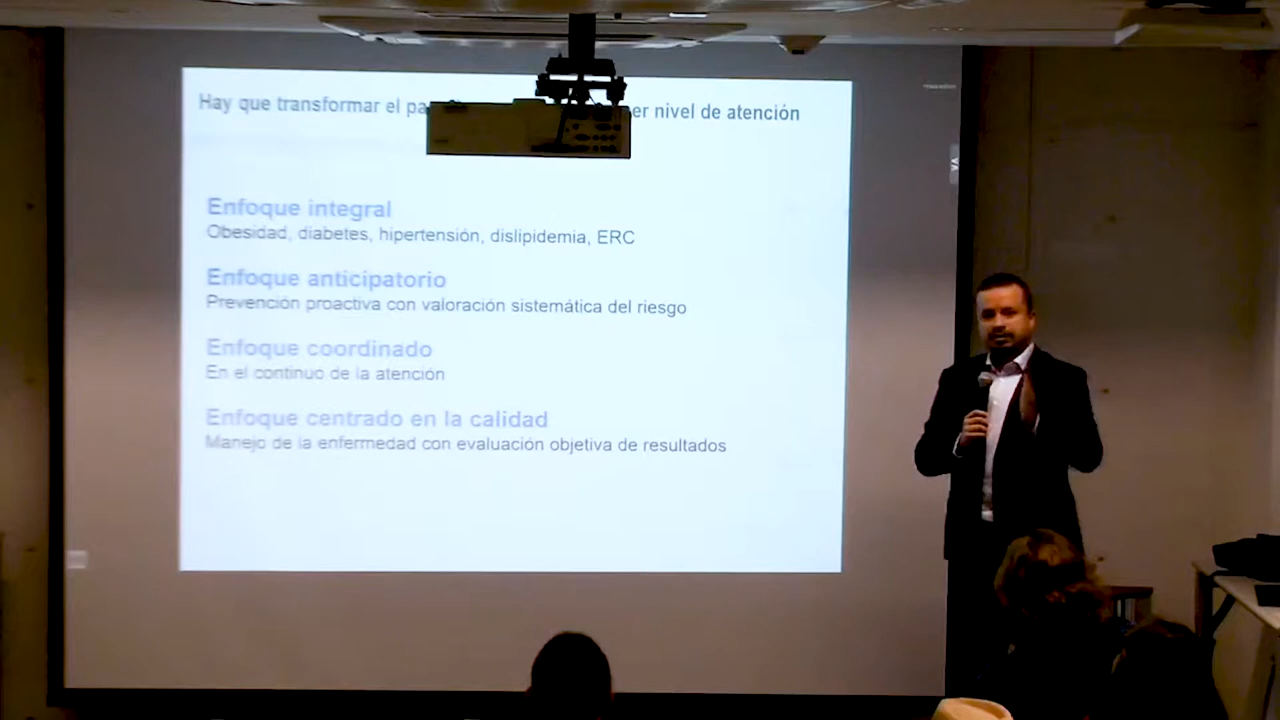 Hay que transformar el nivel de atención
Enfoque integral
Obesidad, diabetes, hipertensión, dislipidemia, ERC
Enfoque anticipatorio
Prevención proactiva con valoración sistemática del riesgo
Enfoque coordinado
En el continuo de la atención
Enfoque centrado en la calidad
Manejo de la enfermedad con evaluación objetiva de resultados